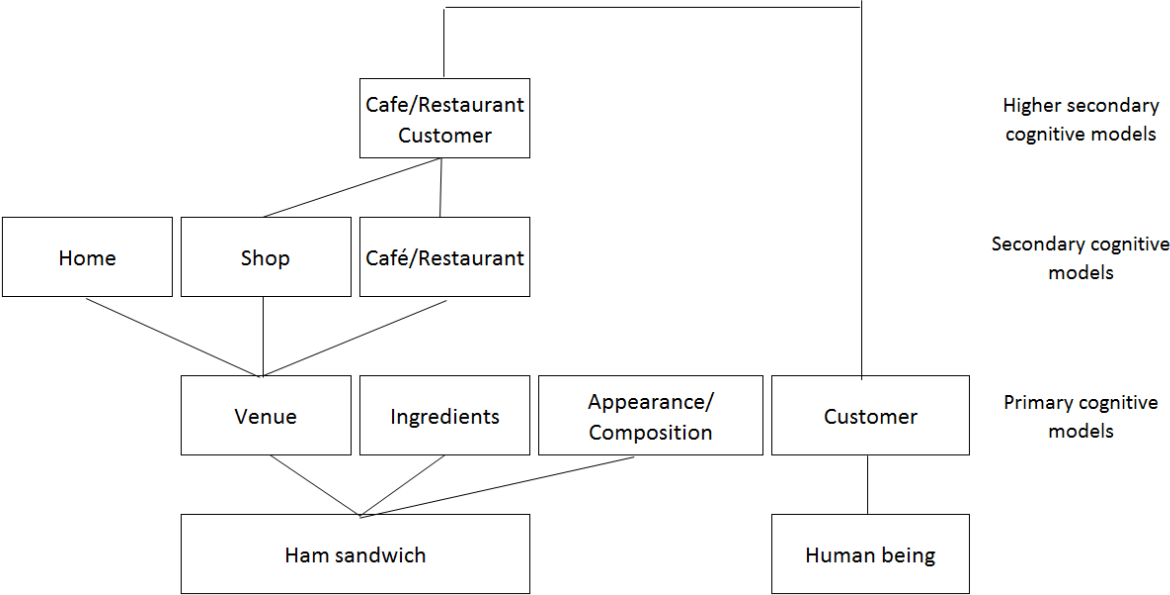 Cafe/Restaurant
Customer
Higher secondary
cognitive models
Home
Shop
Café/Restaurant
Secondary cognitive
models
Venue
Ingredients
Appearance/
Composition
Customer
Primary cognitive
models
Ham sandwich
Human being